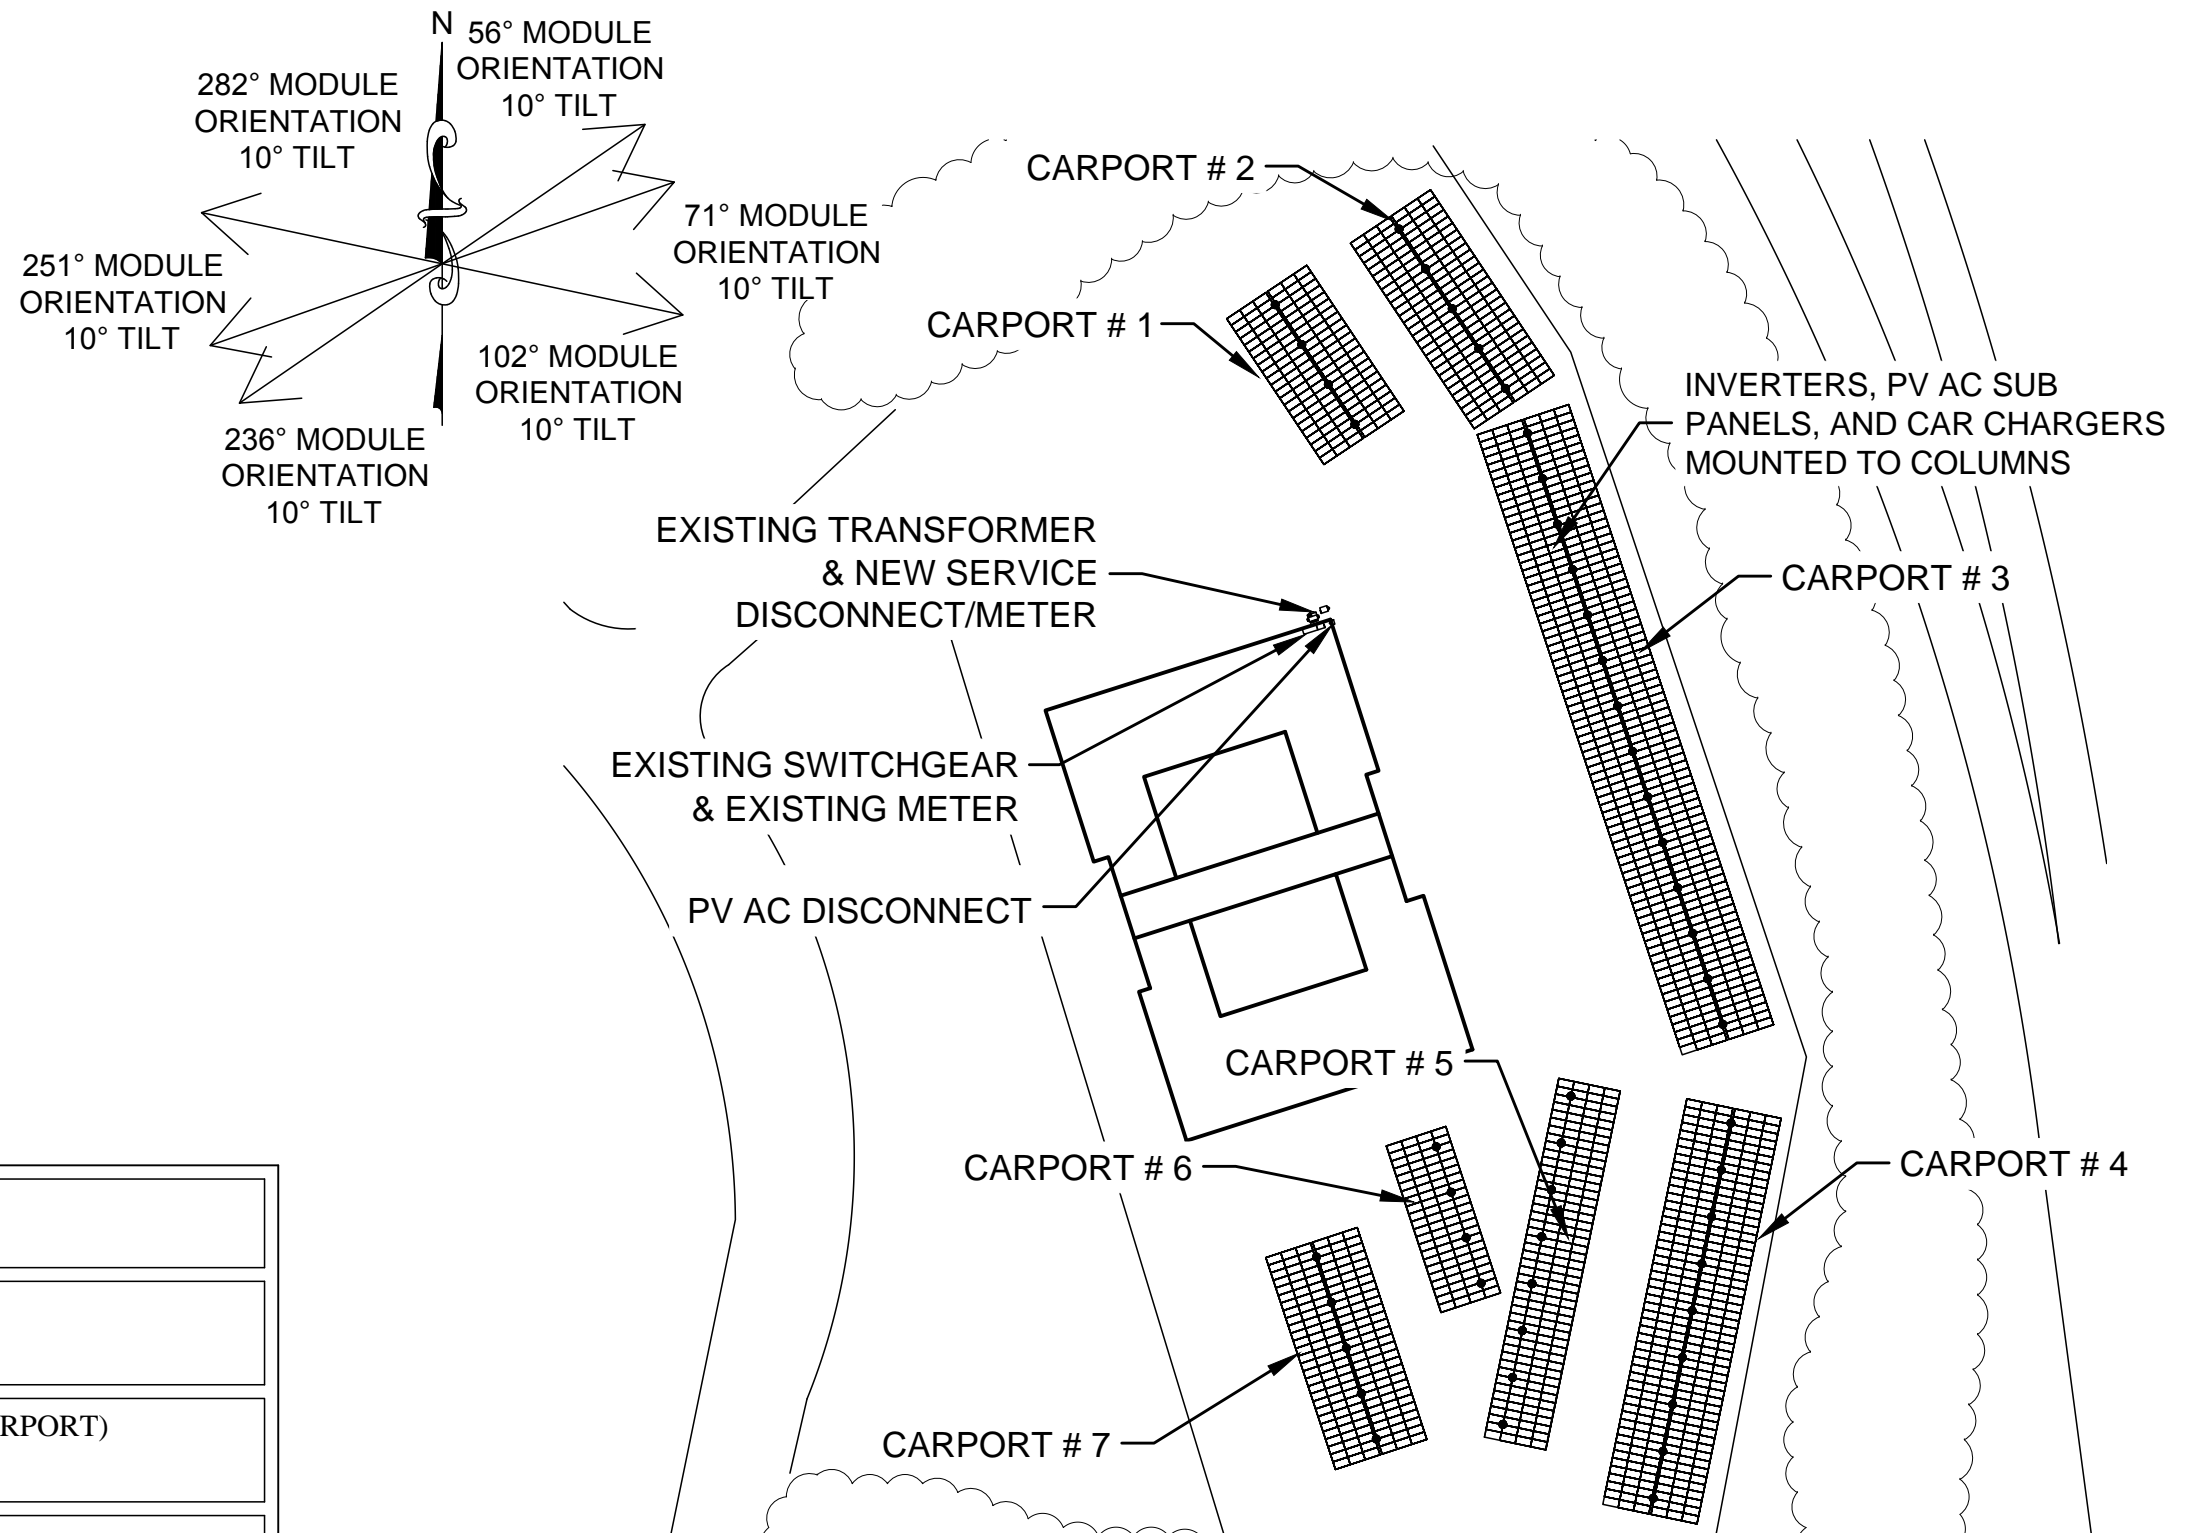 N
56° MODULE
ORIENTATION
10° TILT
282° MODULE
ORIENTATION
10° TILT
71° MODULE
ORIENTATION
10° TILT
251° MODULE
ORIENTATION
10° TILT
102° MODULE
ORIENTATION
10° TILT
236° MODULE
ORIENTATION
10° TILT
CARPORT # 2
CARPORT # 1
INVERTERS, PV AC SUB
PANELS, AND CAR CHARGERS
MOUNTED TO COLUMNS
EXISTING TRANSFORMER
& NEW SERVICE
DISCONNECT/METER
CARPORT # 3
EXISTING SWITCHGEAR
& EXISTING METER
PV AC DISCONNECT
CARPORT # 5
CARPORT # 6
CARPORT # 4
CARPORT # 7
RPORT)